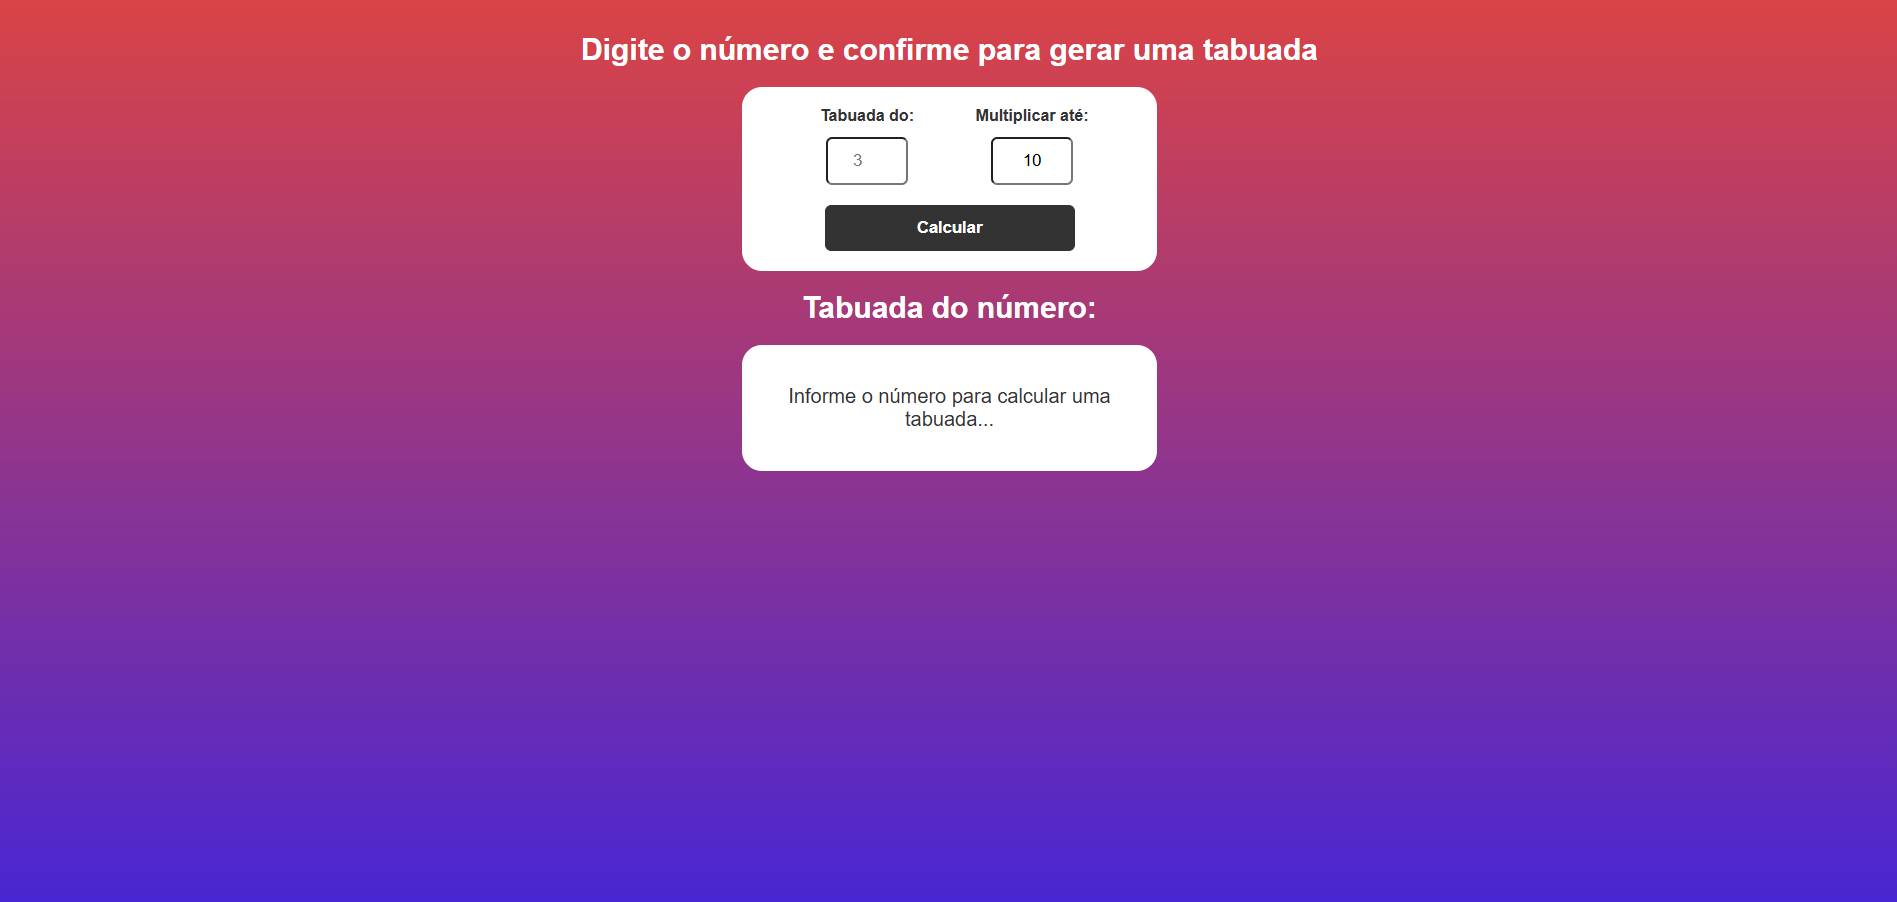 Digite o número e confirme para gerar uma tabuada
Tabuada do: Multiplicar até:
3 10
Calcular
Tabuada do número:
Informe o número para calcular uma
tabuada...